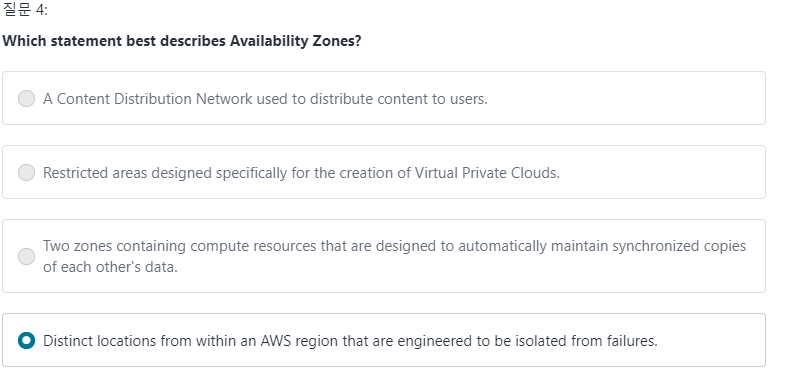 질문 4:
Which statement best describes Availability Zones?
A Content Distribution Network used to distribute content to users.
Restricted areas designed specifically for the creation of Virtual Private Clouds.
Two zones containing compute resources that are designed to automatically maintain synchronized copies
of each other's data.
Distinct locations from within an AWS region that are engineered to be isolated from failures.